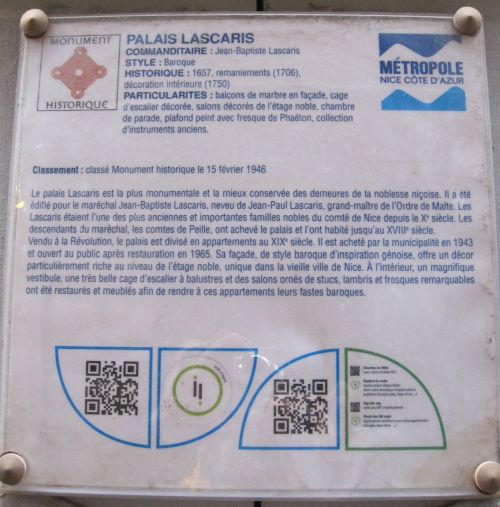 MONUMENT
HISTORIQUE
PALAIS LASCARIS
COMMANDITAIRE : Jean-Baptiste Lascaris
STYLE : Baroque
HISTORIQUE : 1657, remaniements (1706),
décoration intérieure (1750)
PARTICULARITES : balcons de marbre en façade, cage
d'escalier décorée, salons décorés de l'étage noble, chambre
de parade, plafond peint avec fresque de Phaéton, collection
d'instruments anciens.
MÉTROPOLE
NICE CÔTE D'AZUR
Classement : classé Monument historique le 15 février 1946
Le palais Lascaris est la plus monumentale et la mieux conservée des demeures de la noblesse niçoise. Il a été
édifié pour le maréchal Jean-Baptiste Lascaris, neveu de Jean-Paul Lascaris, grand-maître de l'Ordre de Malte. Les
Lascaris étaient l'une des plus anciennes et importantes familles nobles du comté de Nice depuis le Xe siècle. Les
descendants du maréchal, les comtes de Peille, ont achevé le palais et l'ont habité jusqu'au XVIIIe siècle.
Vendu à la Révolution, le palais est divisé en appartements au XIXe siècle. Il est acheté par la municipalité en 1943
et ouvert au public après restauration en 1965. Sa façade, de style baroque d'inspiration génoise, offre un décor
particulièrement riche au niveau de l'étage noble, unique dans la vieille ville de Nice. À l'intérieur, un magnifique
vestibule, une très belle cage d'escalier à balustres et des salons ornés de stucs, lambris et fresques remarquables
ont été restaurés et meublés afin de rendre à ces appartements leurs fastes baroques.